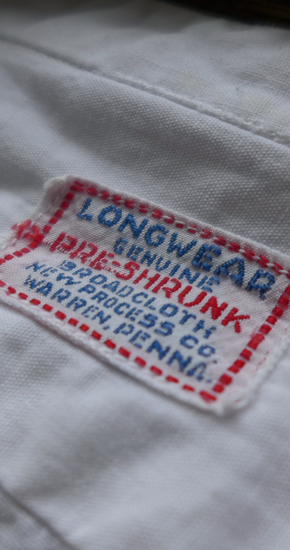 LONGWEAR
GENUINE
PRE-SHRUNK
BROADCLOTH
NEW PROCESS CO.
WARREN, PENNA.